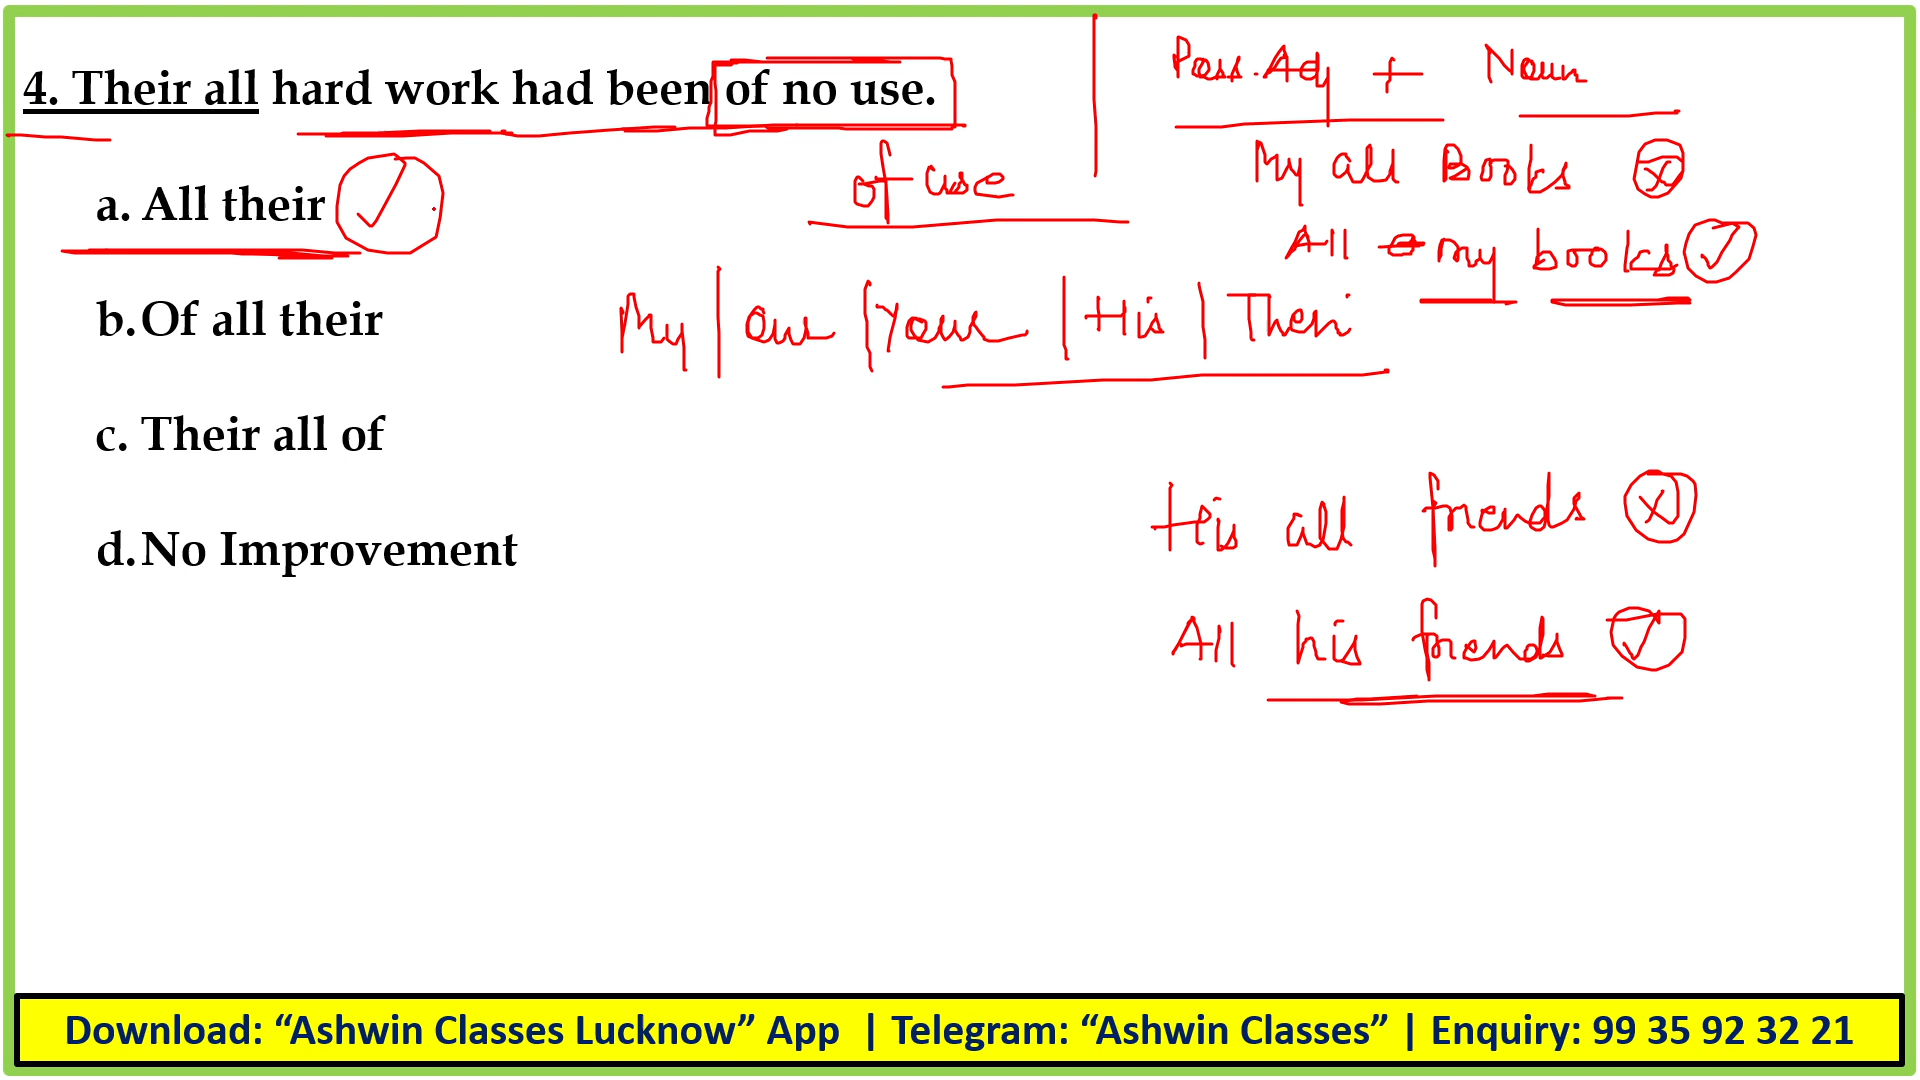 4. Their all hard work had been of no use.
a. All their
b. Of all their
c. Their all of
d. No Improvement
of use
Poss. Adj + Noun
My all Books
All my books
My | our | Your | His | Their
His all friends
All his friends
Download: “Ashwin Classes Lucknow” App | Telegram: “Ashwin Classes” | Enquiry: 99 35 92 32 21